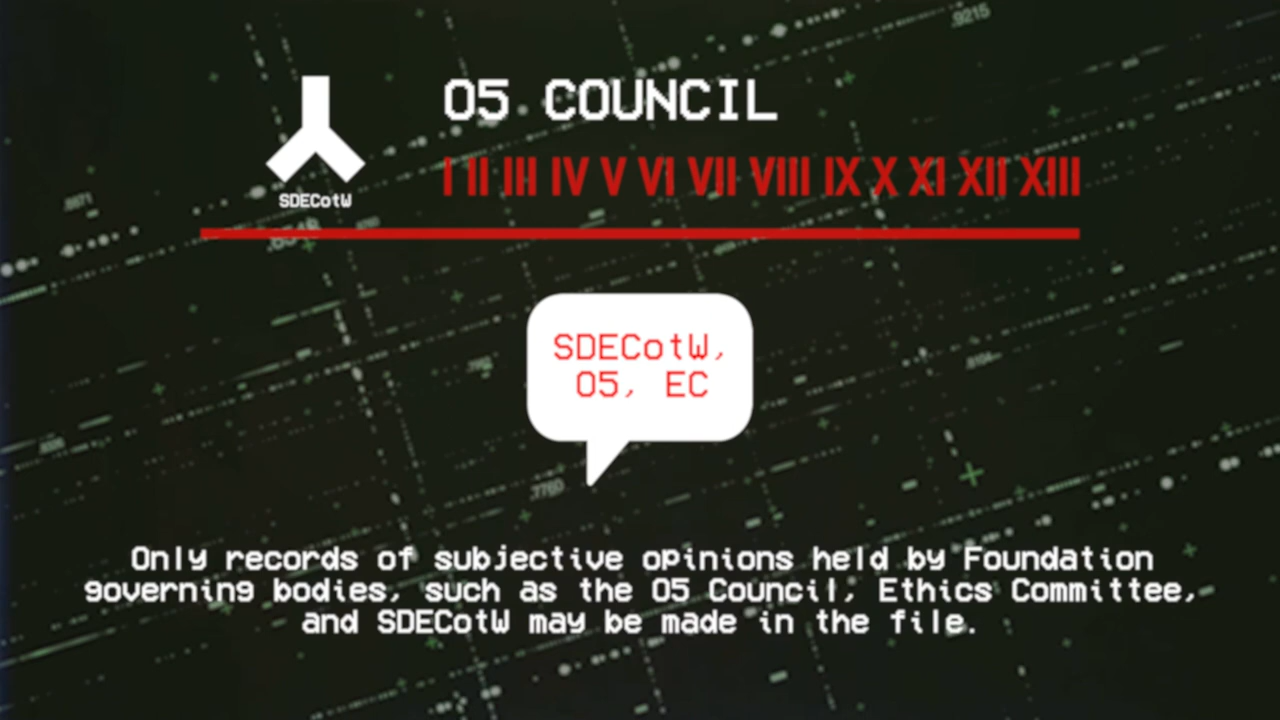 O5 COUNCIL
I II III IV V VI VII VIII IX X XI XII XIII
SDECotW
SDECotW,
O5, EC
Only records of subjective opinions held by Foundation
governing bodies, such as the O5 Council, Ethics Committee,
and SDECotW may be made in the file.
.9215
.7760